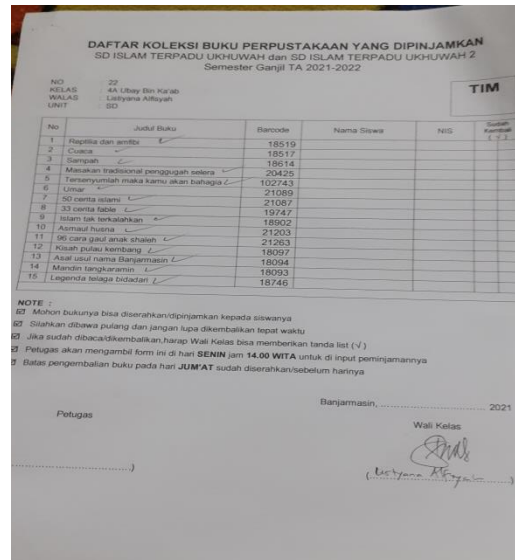 DAFTAR KOLEKSI BUKU PERPUSTAKAAN YANG DIPINJAMKAN
SD ISLAM TERPADU UKHUWAH dan SD ISLAM TERPADU UKHUWAH 2
Semester Ganjil TA 2021-2022
TIM
NO : 22
KELAS : 4A Ubay Bin Ka'ab
WALAS : Listiyana Alfisyah
UNIT : SD
No Judul Buku Barcode Nama Siswa NIS Sudah Kembali (√)
1 Reptilia dan amfibi 18519
2 Cuaca 18517
3 Sampah 18614
4 Masakan tradisional penggugah selera 20425
5 Tersenyumlah maka kamu akan bahagia 102743
6 Umar 21089
7 50 cerita islami 21087
8 33 cerita fable 19747
9 Islam tak terkalahkan 18902
10 Asmaul husna 21203
11 96 cara gaul anak shaleh 21263
12 Kisah pulau kembang 18097
13 Asal usul nama Banjarmasin 18094
14 Mandin tangkaramin 18093
15 Legenda telaga bidadari 18746
NOTE :
☑ Mohon bukunya bisa diserahkan/dipinjamkan kepada siswanya
☑ Silahkan dibawa pulang dan jangan lupa dikembalikan tepat waktu
☑ Jika sudah dibaca/dikembalikan,harap Wali Kelas bisa memberikan tanda list (√)
☑ Petugas akan mengambil form ini di hari SENIN jam 14.00 WITA untuk di input peminjamannya
☑ Batas pengembalian buku pada hari JUM'AT sudah diserahkan/sebelum harinya
Banjarmasin, ........................... 2021
Petugas
Wali Kelas